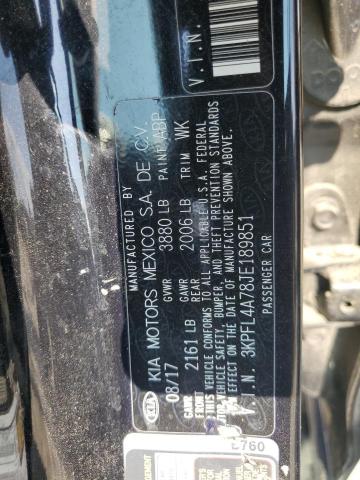 MANUFACTURED BY
KIA KIA MOTORS MEXICO S.A. DE C.V.
08/17 GVWR 3880 LB PAINT ABP
GAWR FRONT 2161 LB GAWR REAR 2006 LB TRIM WK
THIS VEHICLE CONFORMS TO ALL APPLICABLE U.S.A. FEDERAL
MOTOR VEHICLE SAFETY, BUMPER, AND THEFT PREVENTION STANDARDS
IN EFFECT ON THE DATE OF MANUFACTURE SHOWN ABOVE.
V.I.N. 3KPFL4A78JE189851
PASSENGER CAR
V.I.N.